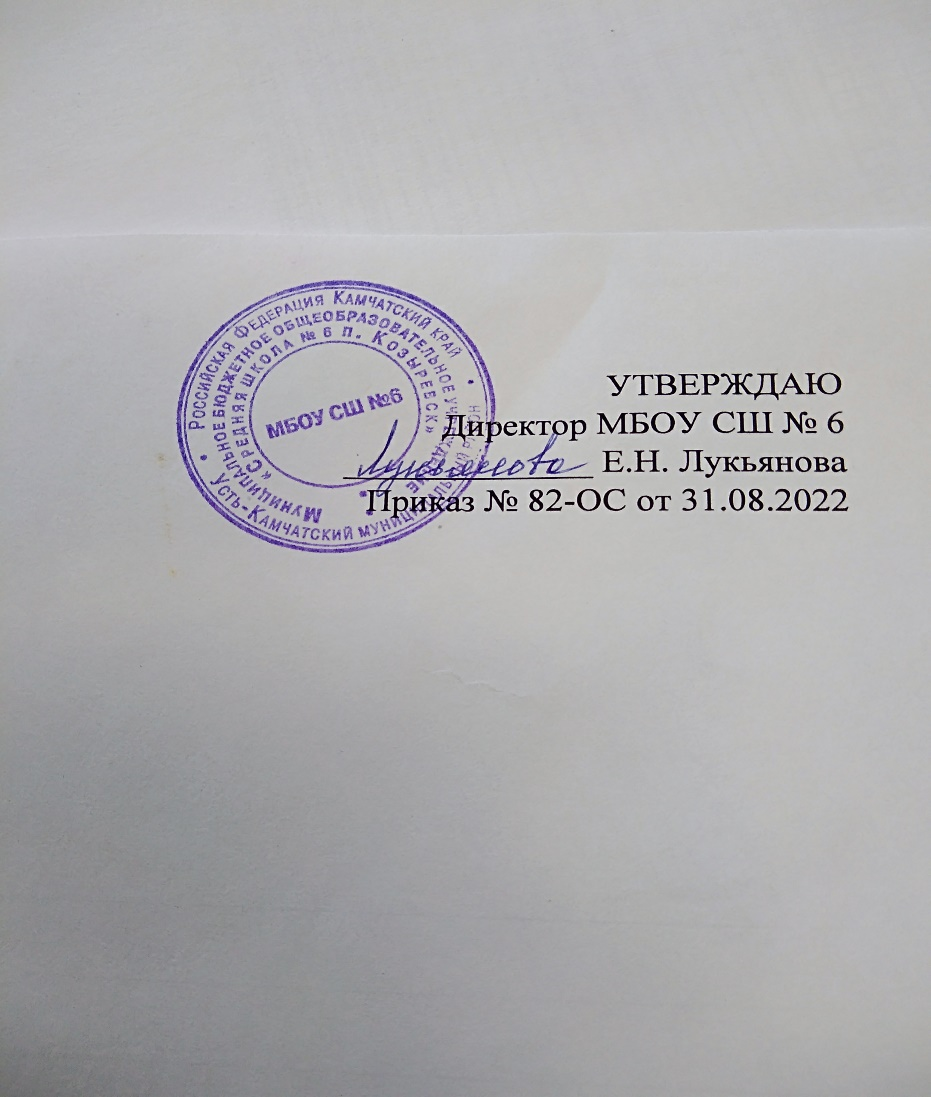 Российская Федерация Камчатский край
Усть-Камчатский муниципальный район
Муниципальное бюджетное общеобразовательное учреждение
«Средняя школа № 6 п. Козыревск»
МБОУ СШ №6
УТВЕРЖДАЮ
Директор МБОУ СШ № 6
Лукьянова Е.Н. Лукьянова
Приказ № 82-ОС от 31.08.2022